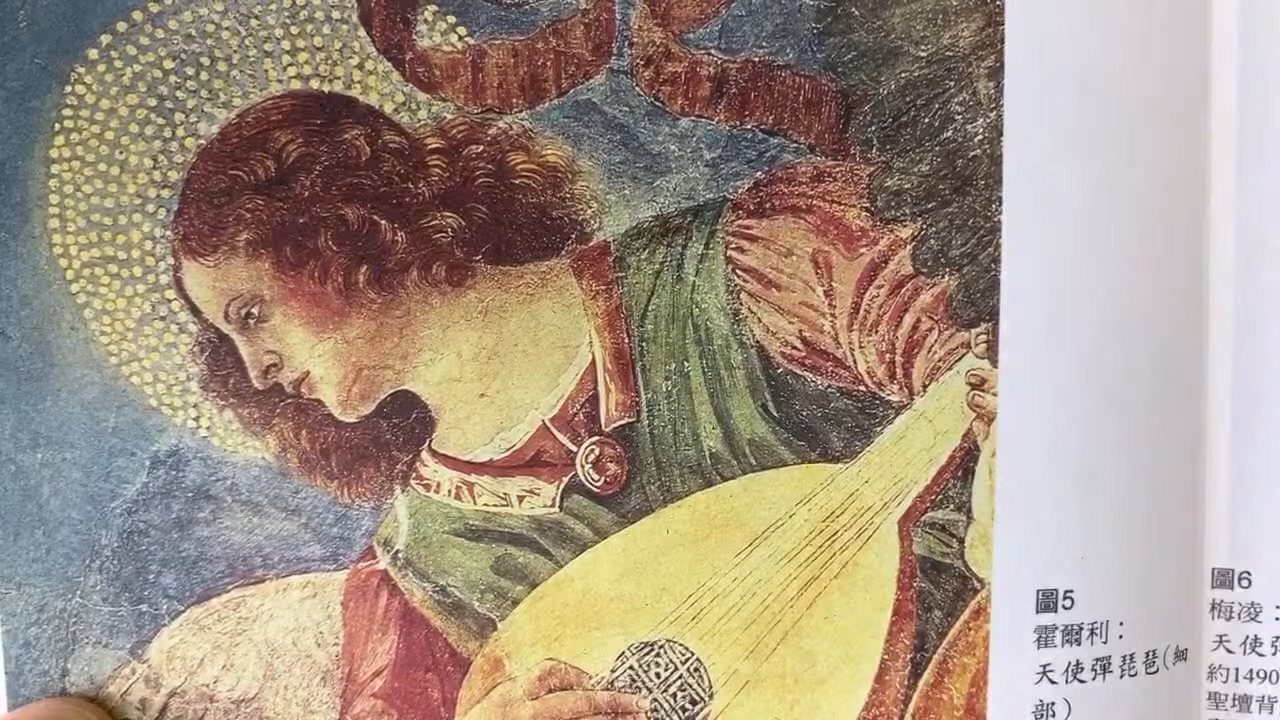 圖5
霍爾利：
天使彈琵琶(細
部)
圖6
梅凌：
天使彈
約1490
聖壇背